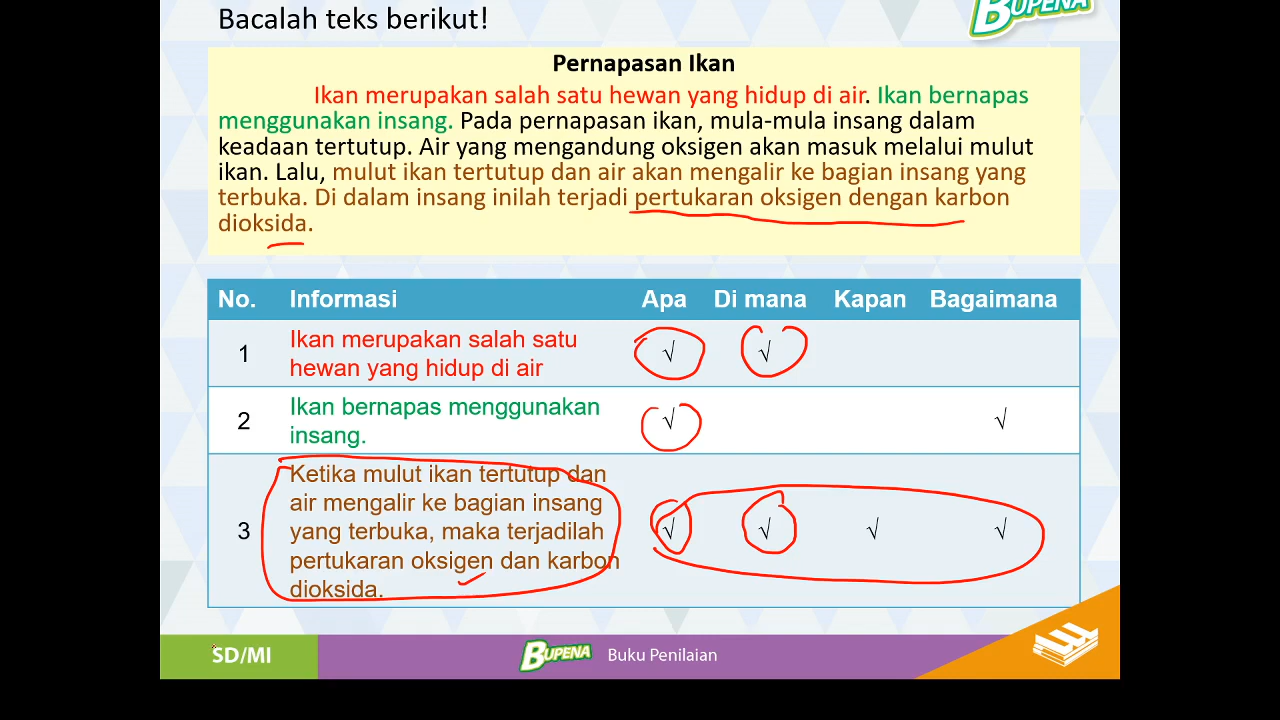 Bacalah teks berikut!
BUPENA
Pernapasan Ikan
Ikan merupakan salah satu hewan yang hidup di air. Ikan bernapas
menggunakan insang. Pada pernapasan ikan, mula-mula insang dalam
keadaan tertutup. Air yang mengandung oksigen akan masuk melalui mulut
ikan. Lalu, mulut ikan tertutup dan air akan mengalir ke bagian insang yang
terbuka. Di dalam insang inilah terjadi pertukaran oksigen dengan karbon
dioksida.
No. Informasi Apa Di mana Kapan Bagaimana
1 Ikan merupakan salah satu √ √
hewan yang hidup di air
2 Ikan bernapas menggunakan √ √
insang.
3 Ketika mulut ikan tertutup dan √ √ √ √
air mengalir ke bagian insang
yang terbuka, maka terjadilah
pertukaran oksigen dan karbon
dioksida.
SD/MI BUPENA Buku Penilaian